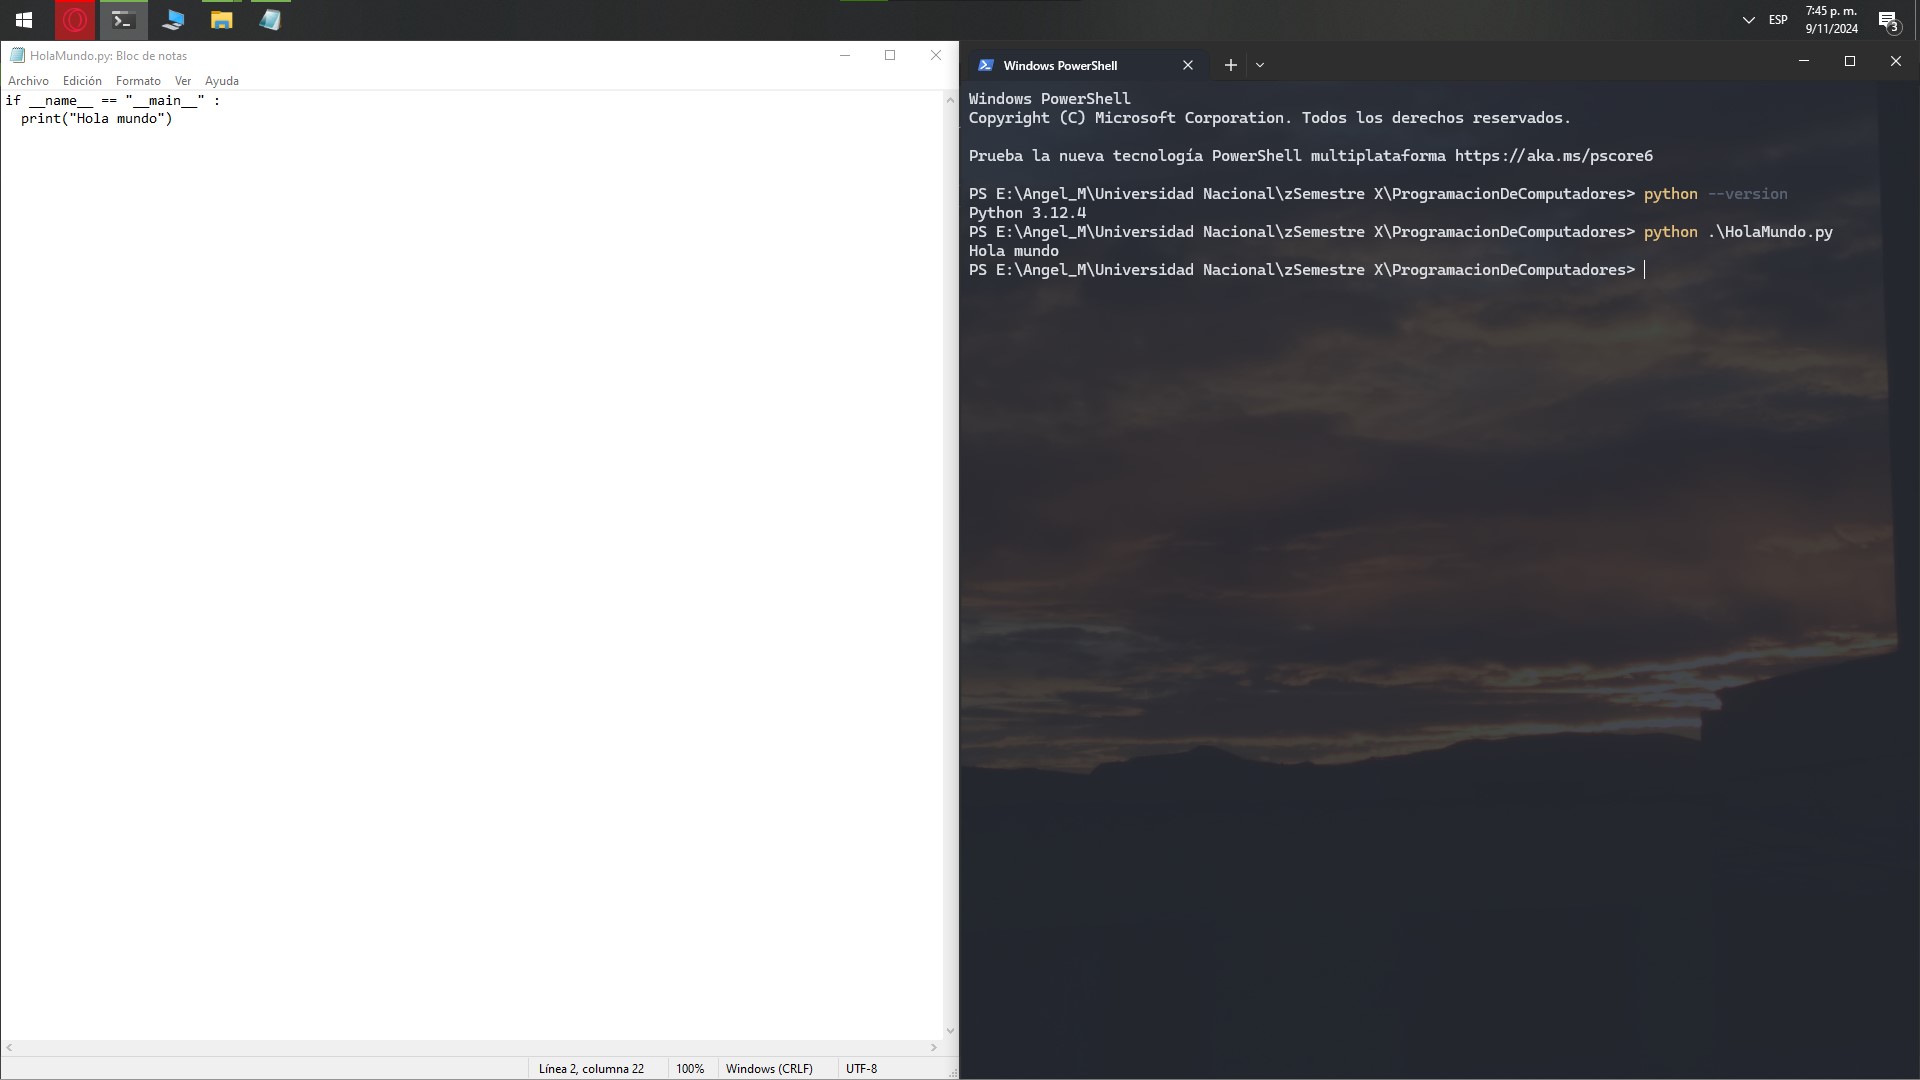 ESP
7:45 p. m.
9/11/2024
3
HolaMundo.py: Bloc de notas
Archivo Edición Formato Ver Ayuda
if __name__ == "__main__" :
  print("Hola mundo")
Línea 2, columna 22 100% Windows (CRLF) UTF-8
Windows PowerShell
Windows PowerShell
Copyright (C) Microsoft Corporation. Todos los derechos reservados.
Prueba la nueva tecnología PowerShell multiplataforma https://aka.ms/pscore6
PS E:\Angel_M\Universidad Nacional\zSemestre X\ProgramacionDeComputadores> python --version
Python 3.12.4
PS E:\Angel_M\Universidad Nacional\zSemestre X\ProgramacionDeComputadores> python .\HolaMundo.py
Hola mundo
PS E:\Angel_M\Universidad Nacional\zSemestre X\ProgramacionDeComputadores>